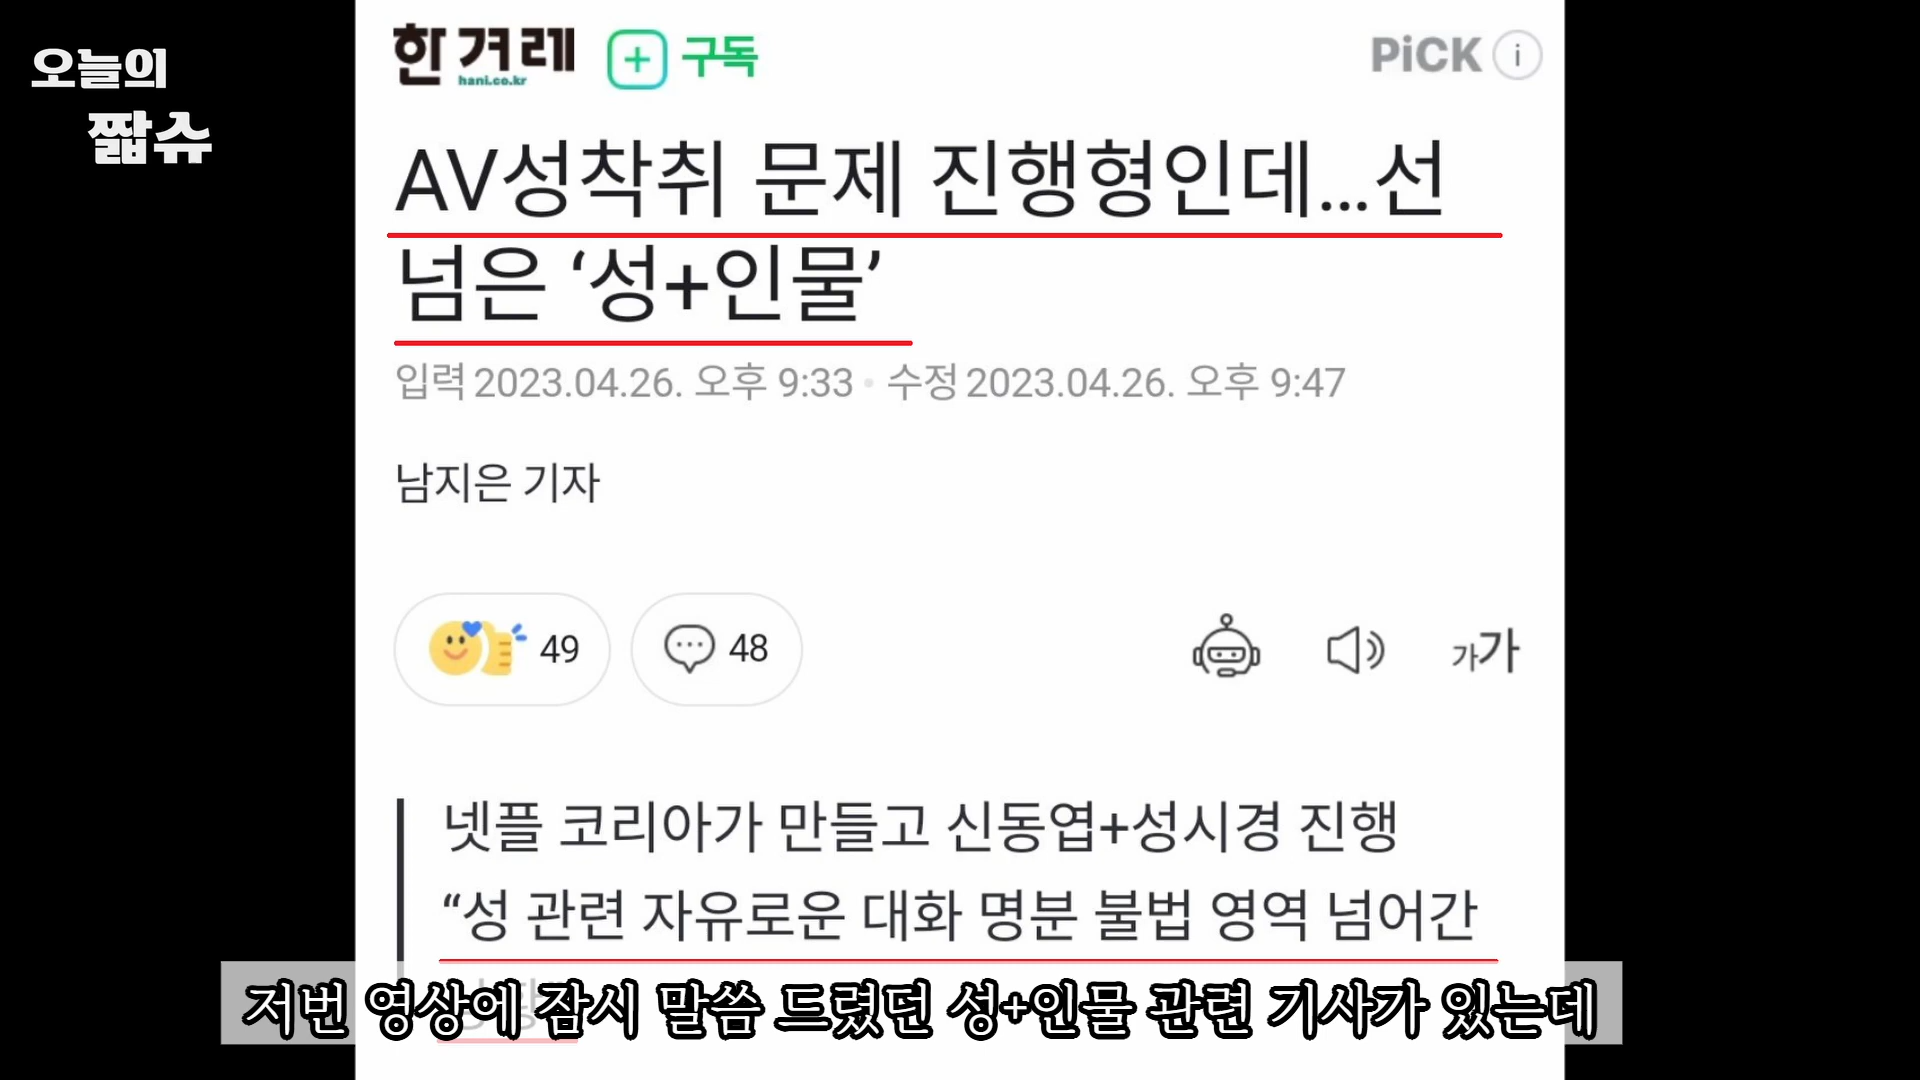 오늘의
짧슈
한겨레
hani.co.kr
구독
PiCK
AV성착취 문제 진행형인데...선
넘은 ‘성+인물’
입력 2023.04.26. 오후 9:33 수정 2023.04.26. 오후 9:47
남지은 기자
49
48
가가
넷플 코리아가 만들고 신동엽+성시경 진행
“성 관련 자유로운 대화 명분 불법 영역 넘어간
저번 영상에 잠시 말씀 드렸던 성+인물 관련 기사가 있는데